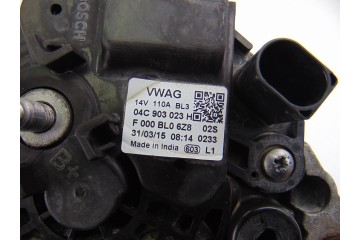 BOSCH
VWAG
14V 110A BL3
04C 903 023 H
F 000 BL0 6Z8 02S
31/03/15 08:14 0233
Made in India 603 L1
B+